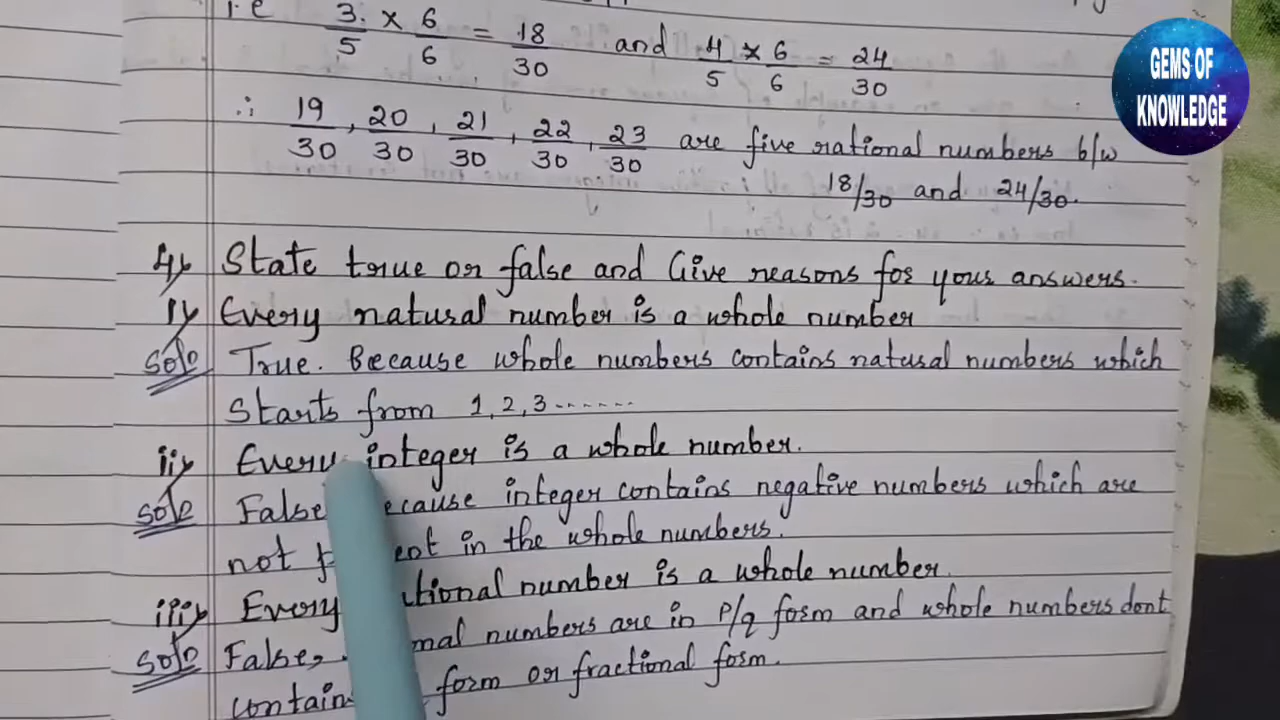 i.e 3/5 × 6/6 = 18/30 and 4/5 × 6/6 = 24/30
GEMS OF
KNOWLEDGE
∴ 19/30, 20/30, 21/30, 22/30, 23/30 are five rational numbers b/w
18/30 and 24/30.
4) State true or false and Give reasons for your answers.
i) Every natural number is a whole number
Solo True. Because whole numbers contains natural numbers which
Starts from 1, 2, 3 ------
ii) Every integer is a whole number.
Solo False ecause integer contains negative numbers which are
not in the whole numbers.
iii) Every tional number is a whole number.
Solo False, nal numbers are in P/q form and whole numbers dont
contain form or fractional form.